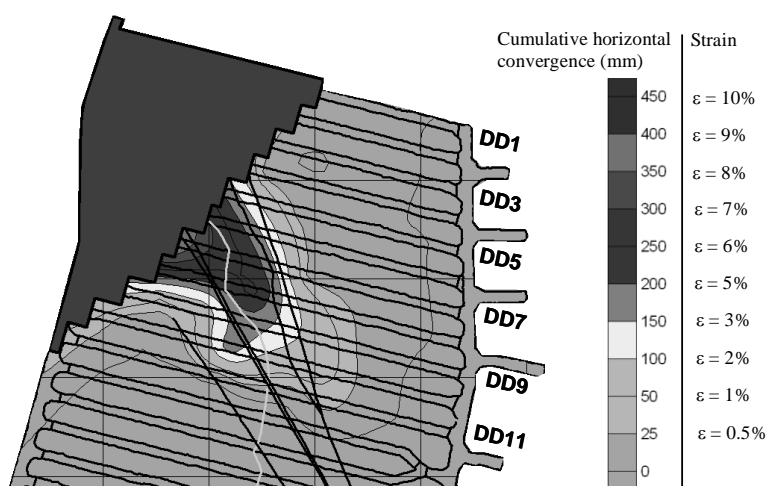 Cumulative horizontal
convergence (mm)
Strain
450
400
350
300
250
200
150
100
50
25
0
ε = 10%
ε = 9%
ε = 8%
ε = 7%
ε = 6%
ε = 5%
ε = 3%
ε = 2%
ε = 1%
ε = 0.5%
DD1
DD3
DD5
DD7
DD9
DD11